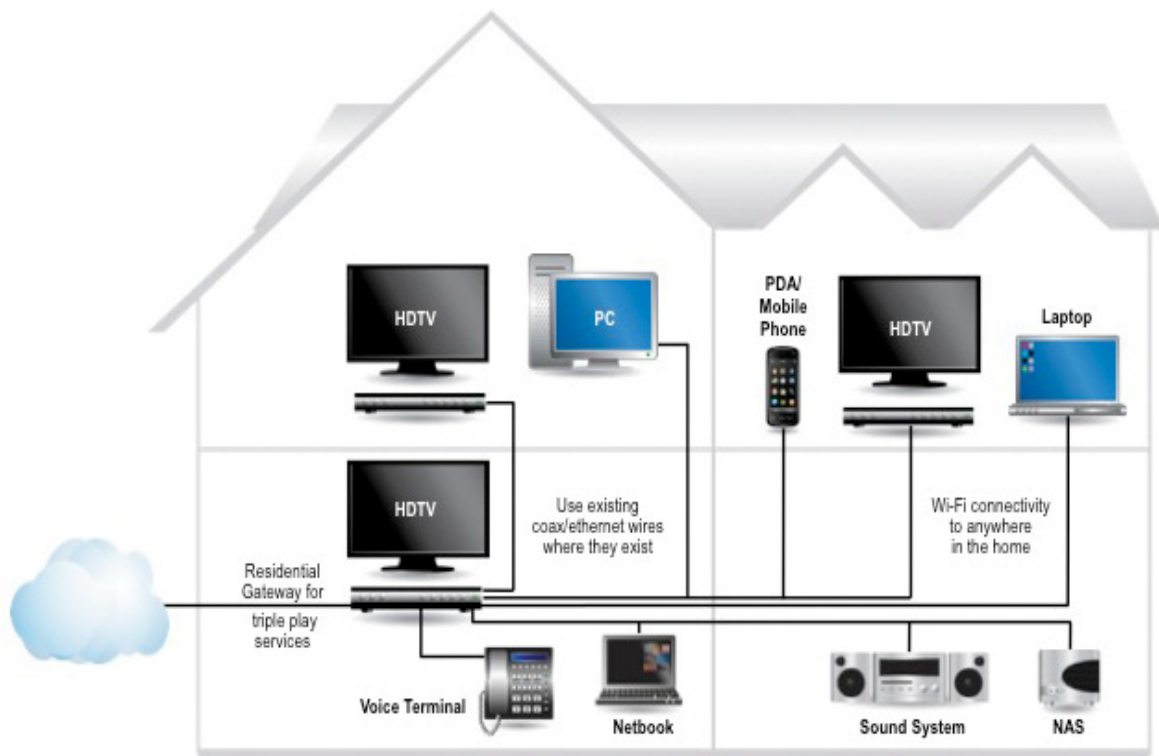 HDTV
PC
PDA/
Mobile
Phone
HDTV
Laptop
HDTV
Use existing
coax/ethernet wires
where they exist
Wi-Fi connectivity
to anywhere
in the home
Residential
Gateway for
triple play
services
Voice Terminal
Netbook
Sound System
NAS